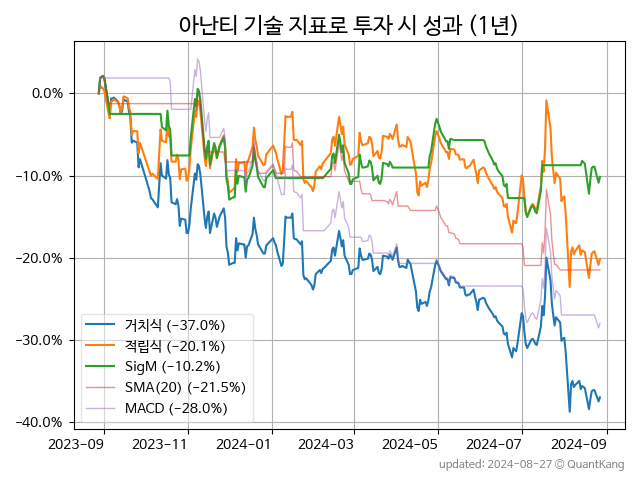 아난티 기술 지표로 투자 시 성과 (1년)
0.0%
−10.0%
−20.0%
−30.0%
−40.0%
거치식 (−37.0%)
적립식 (−20.1%)
SigM (−10.2%)
SMA(20) (−21.5%)
MACD (−28.0%)
2023−09 2023−11 2024−01 2024−03 2024−05 2024−07 2024−09
updated: 2024-08-27 © QuantKang